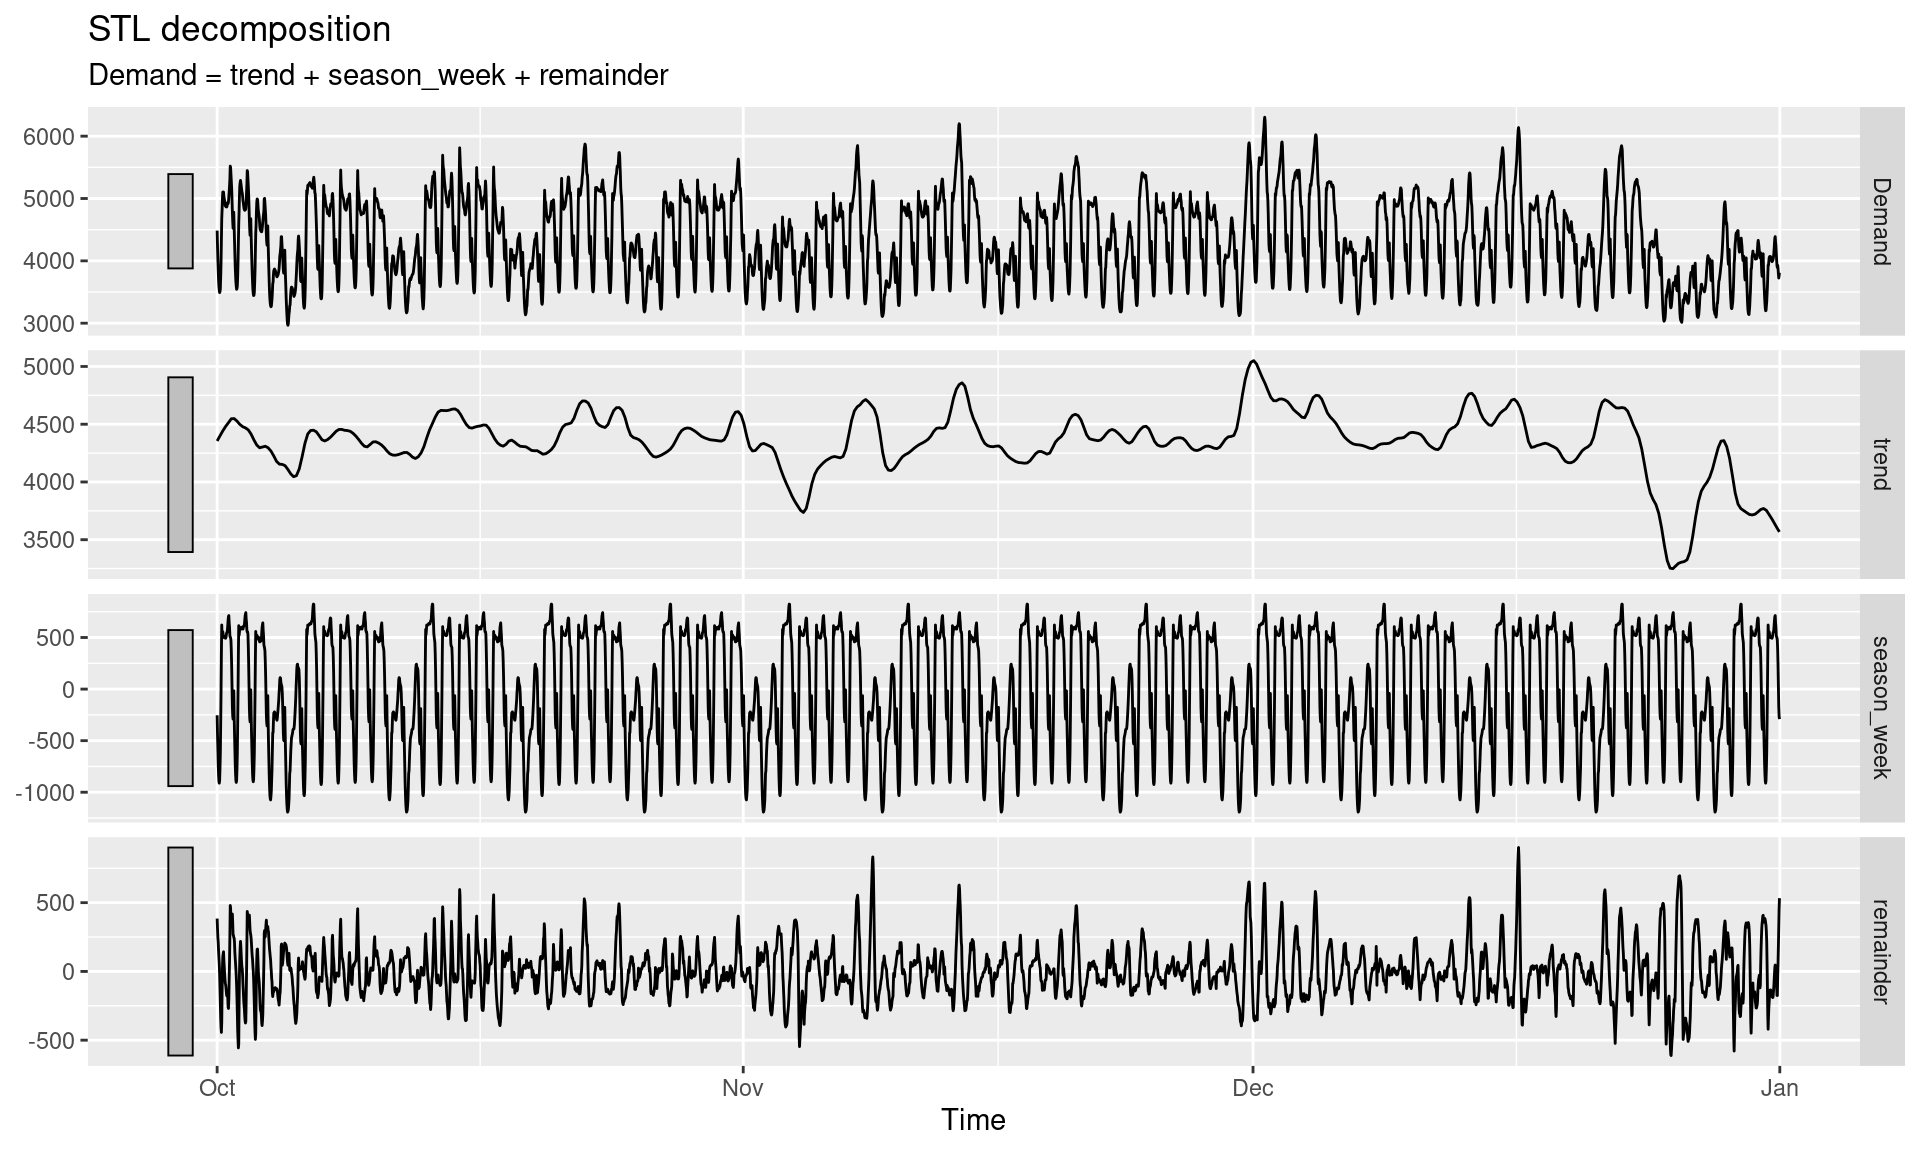 STL decomposition
Demand = trend + season_week + remainder
6000
5000
4000
3000
Demand
5000
4500
4000
3500
trend
500
0
-500
-1000
season_week
500
0
-500
remainder
Oct Nov Dec Jan
Time